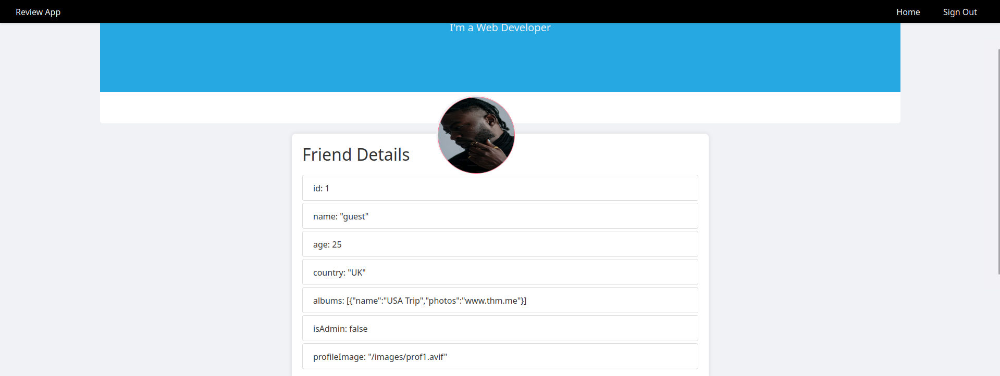 Review App
Home
Sign Out
I'm a Web Developer
Friend Details
id: 1
name: "guest"
age: 25
country: "UK"
albums: [{"name":"USA Trip","photos":"www.thm.me"}]
isAdmin: false
profileImage: "/images/prof1.avif"